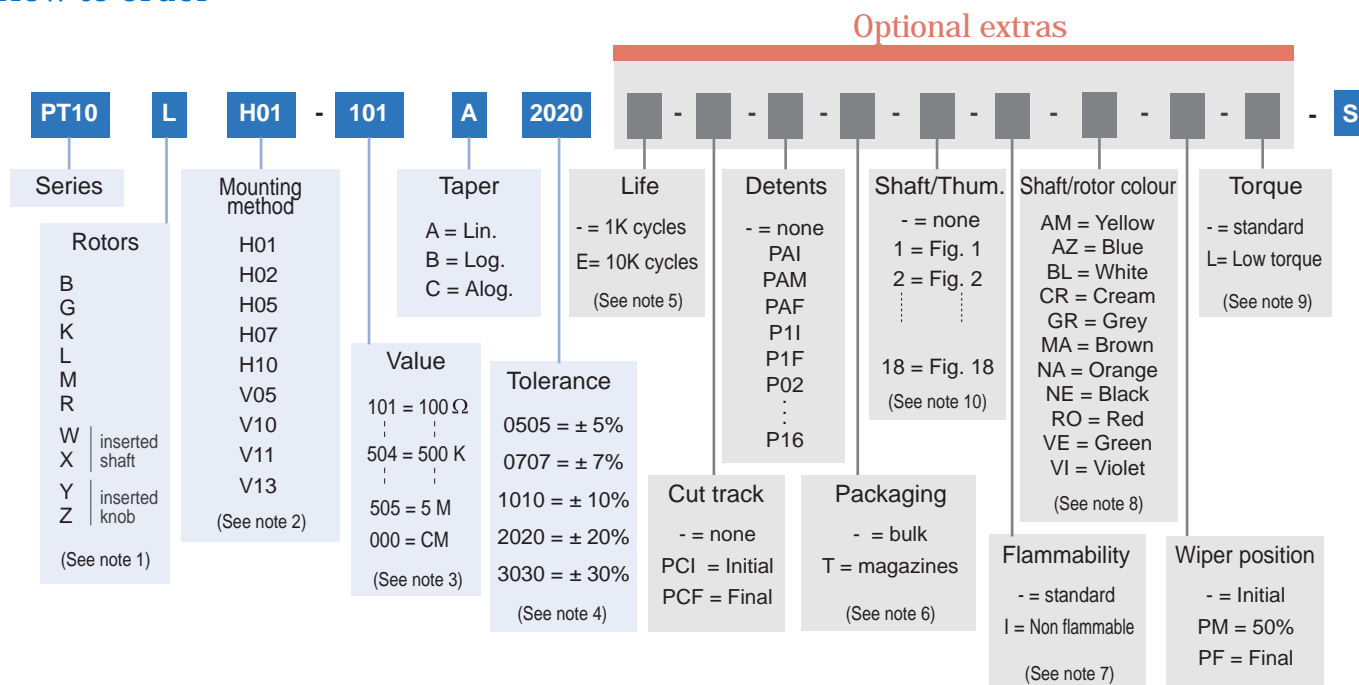 How to order
Optional extras
PT10 L H01 - 101 A 2020 - - - - - - - - - S
Series
Rotors
B
G
K
L
M
R
W
X
inserted
shaft
Y
Z
inserted
knob
(See note 1)
Mounting
method
H01
H02
H05
H07
H10
V05
V10
V11
V13
(See note 2)
Value
101 = 100 Ω
504 = 500 K
505 = 5 M
000 = CM
(See note 3)
Taper
A = Lin.
B = Log.
C = Alog.
Tolerance
0505 = ± 5%
0707 = ± 7%
1010 = ± 10%
2020 = ± 20%
3030 = ± 30%
(See note 4)
Life
- = 1K cycles
E= 10K cycles
(See note 5)
Cut track
- = none
PCI = Initial
PCF = Final
Detents
- = none
PAI
PAM
PAF
P1I
P1F
P02
:
P16
Packaging
- = bulk
T = magazines
(See note 6)
Shaft/Thum.
- = none
1 = Fig. 1
2 = Fig. 2
18 = Fig. 18
(See note 10)
Flammability
- = standard
I = Non flammable
(See note 7)
Shaft/rotor colour
AM = Yellow
AZ = Blue
BL = White
CR = Cream
GR = Grey
MA = Brown
NA = Orange
NE = Black
RO = Red
VE = Green
VI = Violet
(See note 8)
Wiper position
- = Initial
PM = 50%
PF = Final
Torque
- = standard
L= Low torque
(See note 9)